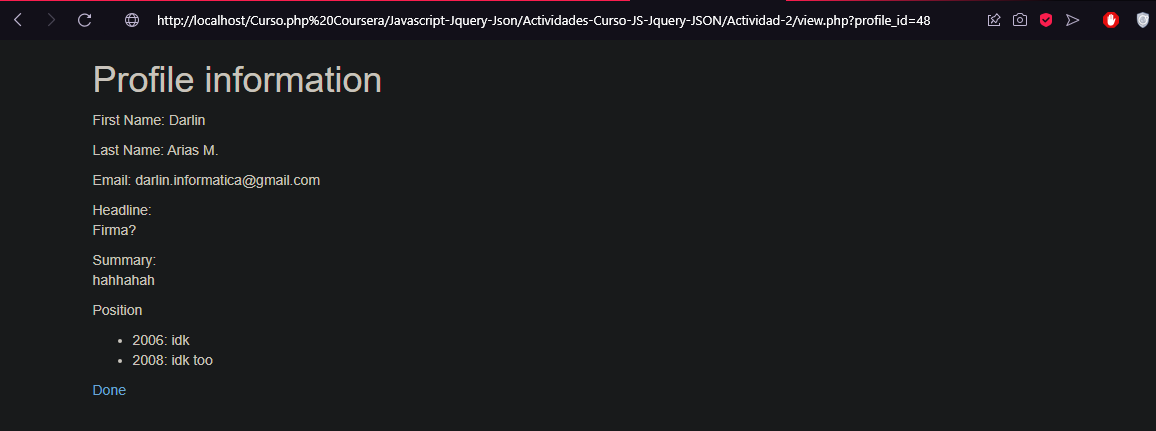 http://localhost/Curso.php%20Coursera/Javascript-Jquery-Json/Actividades-Curso-JS-Jquery-JSON/Actividad-2/view.php?profile_id=48
Profile information
First Name: Darlin
Last Name: Arias M.
Email: darlin.informatica@gmail.com
Headline:
Firma?
Summary:
hahhahah
Position
• 2006: idk
• 2008: idk too
Done